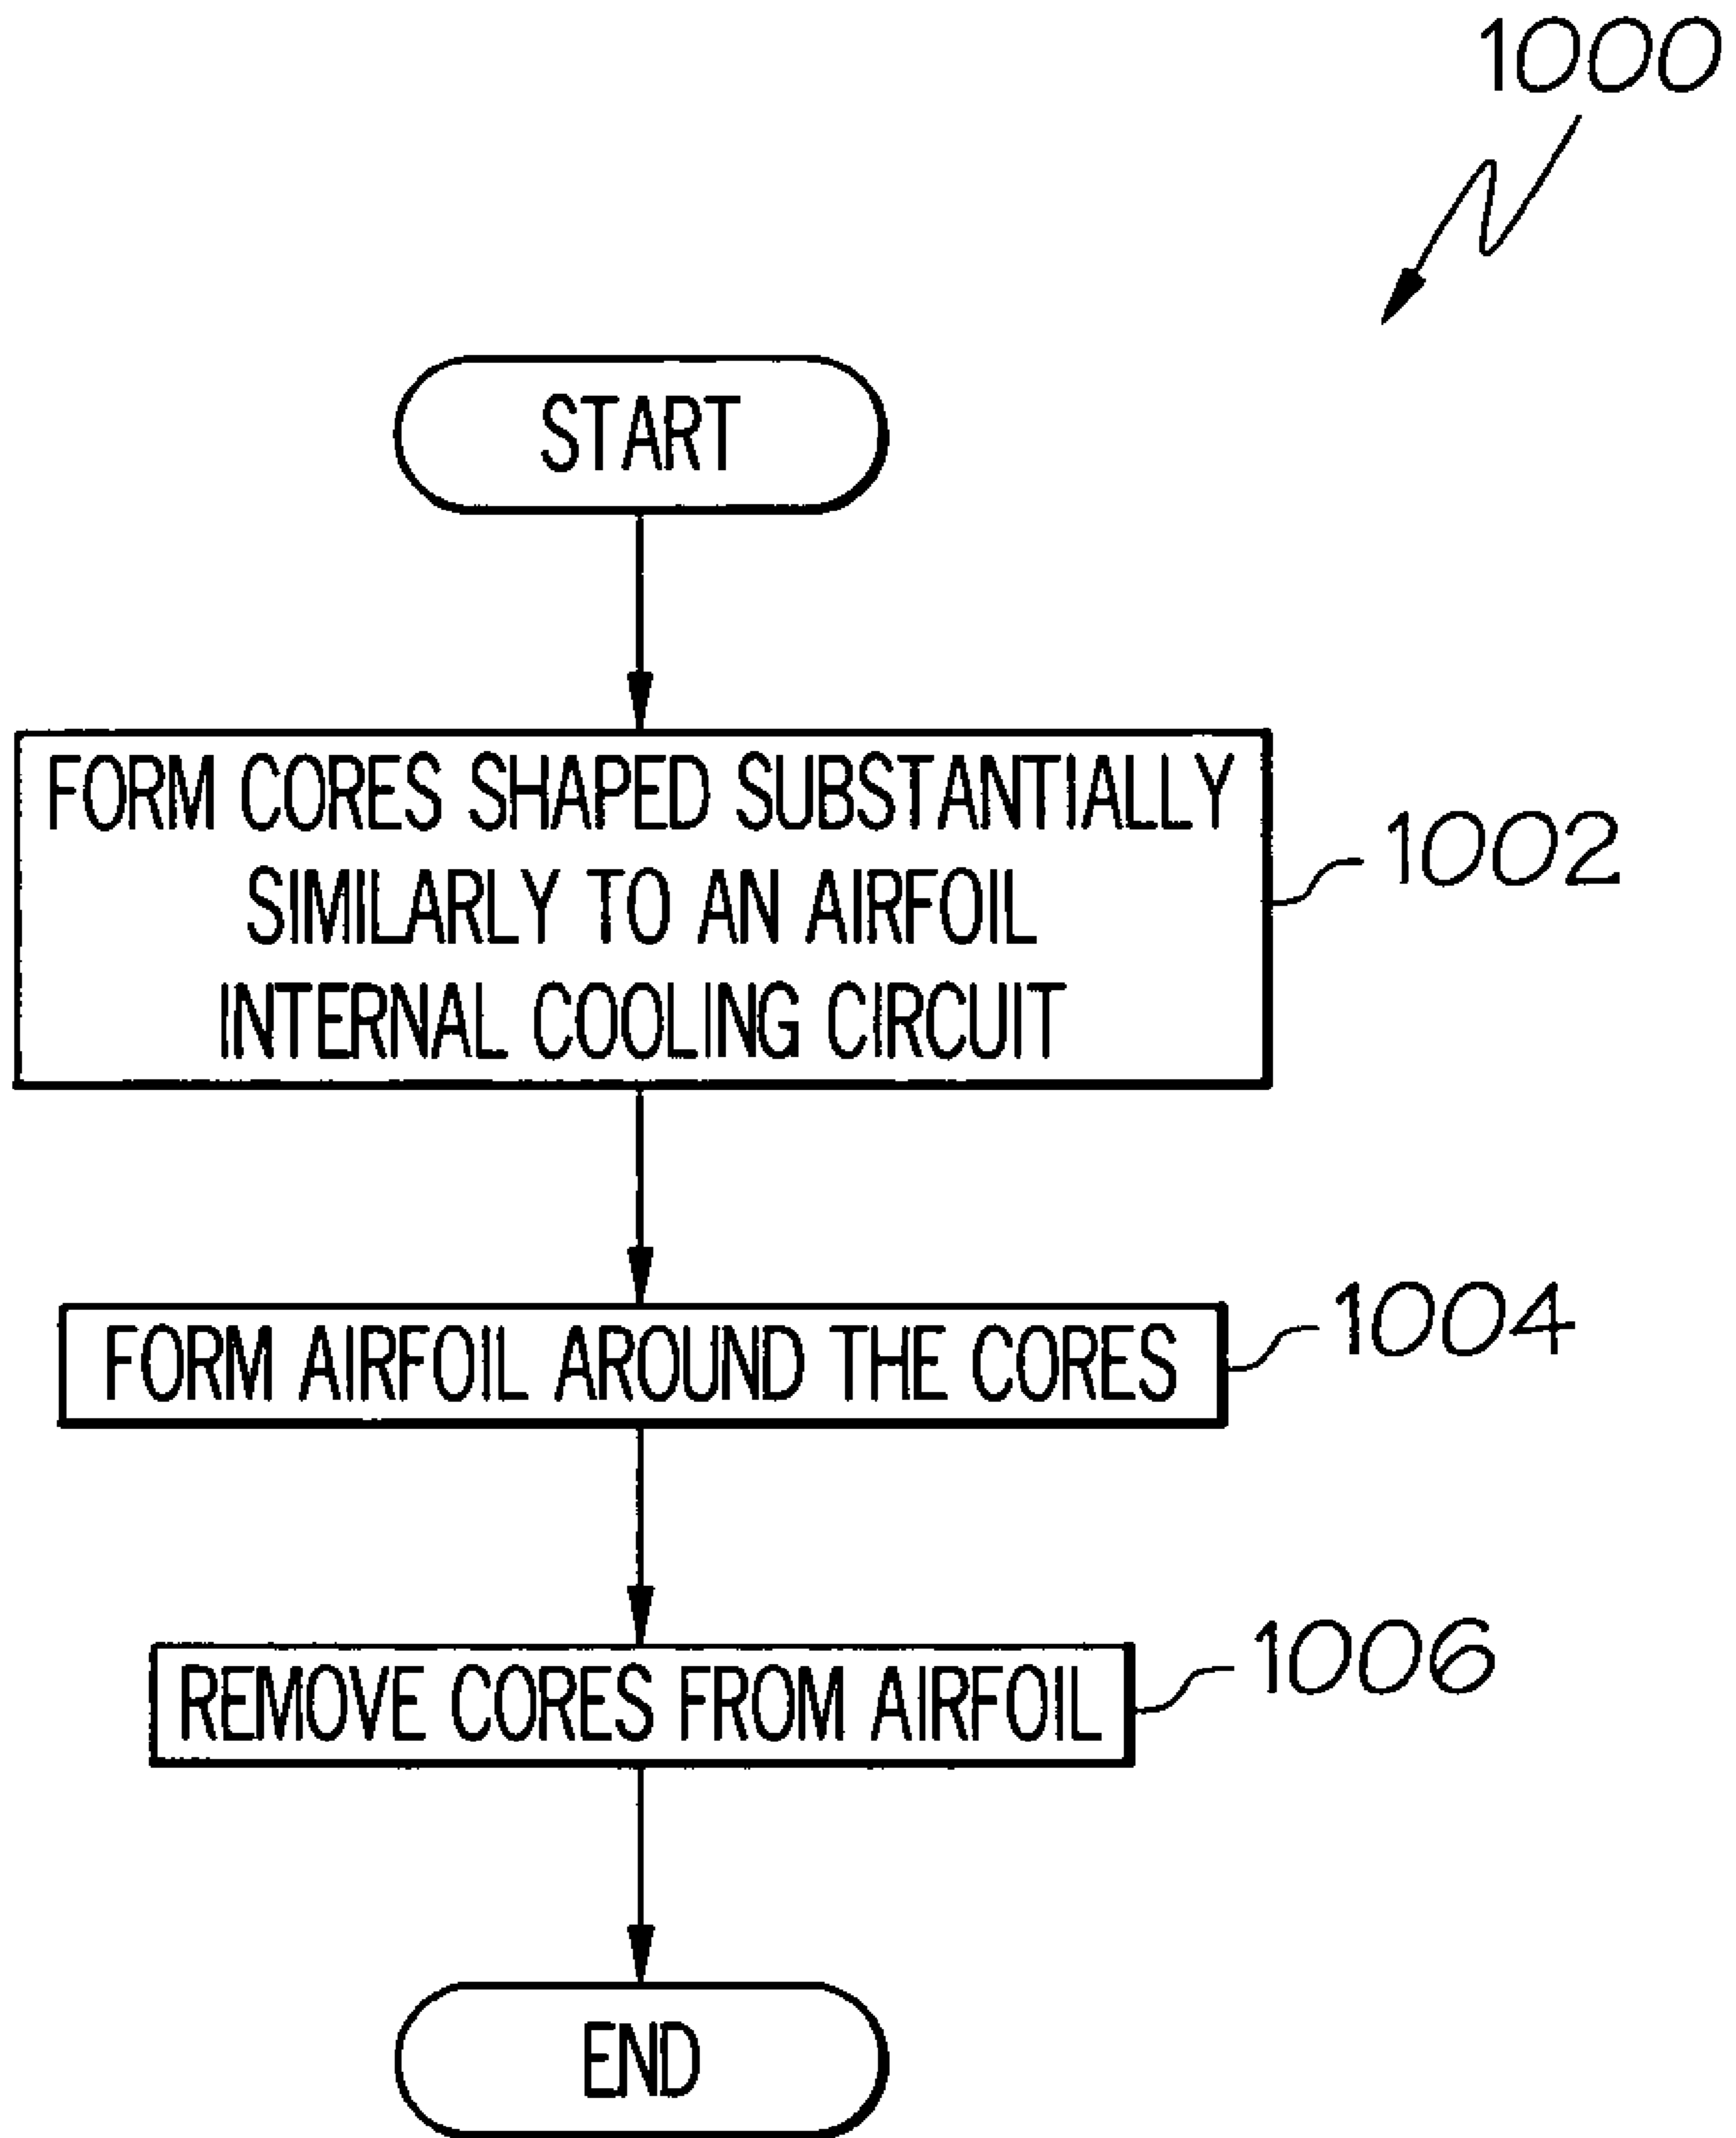 1000
START
FORM CORES SHAPED SUBSTANTIALLY
SIMILARLY TO AN AIRFOIL
INTERNAL COOLING CIRCUIT
1002
FORM AIRFOIL AROUND THE CORES
1004
REMOVE CORES FROM AIRFOIL
1006
END